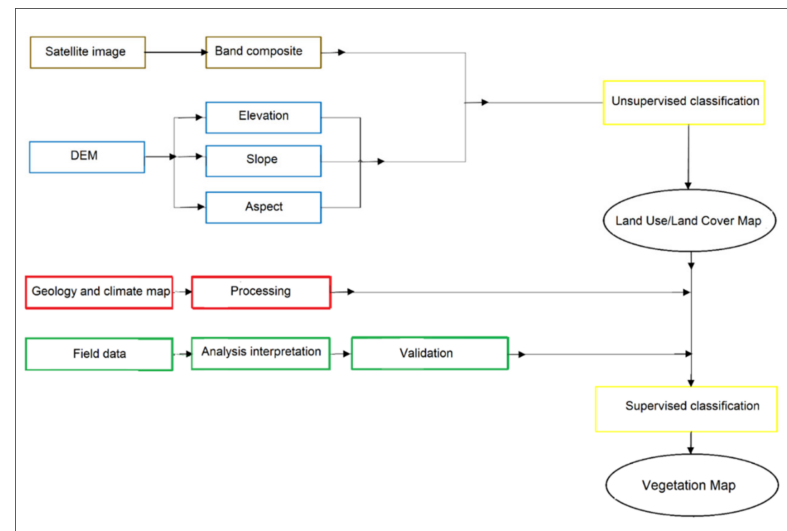 Satellite image
Band composite
Unsupervised classification
Elevation
DEM
Slope
Aspect
Land Use/Land Cover Map
Geology and climate map
Processing
Field data
Analysis interpretation
Validation
Supervised classification
Vegetation Map